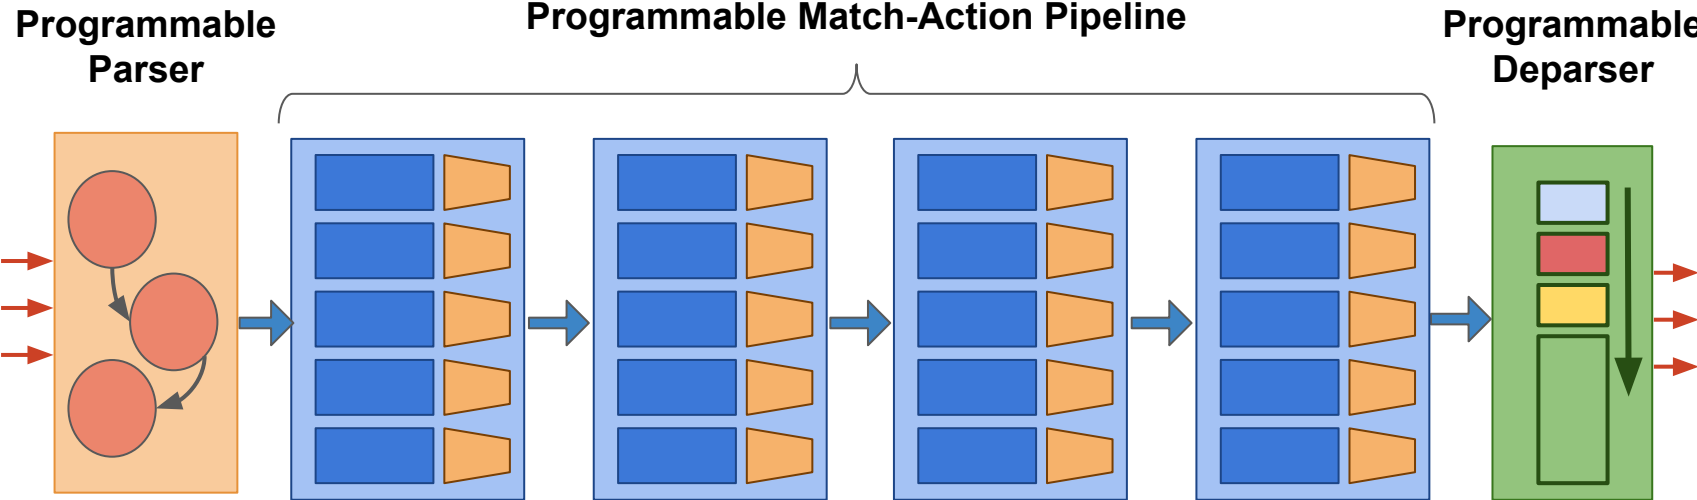 Programmable
Parser
Programmable Match-Action Pipeline
Programmable
Deparser